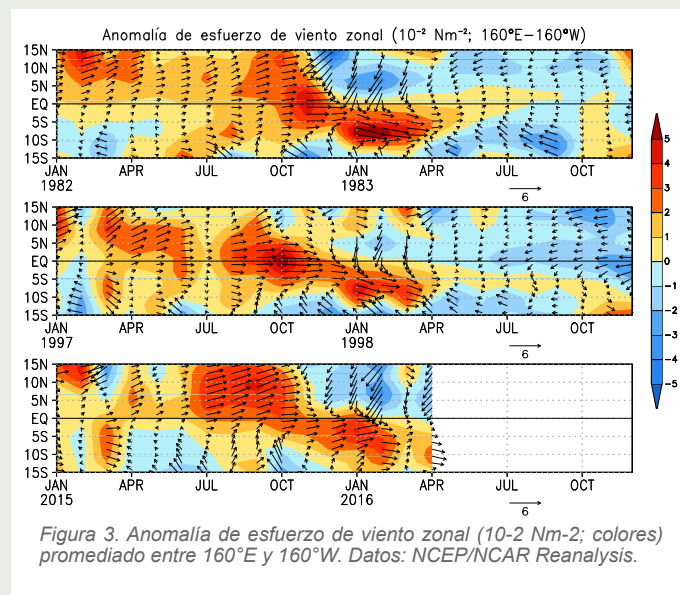 Anomalía de esfuerzo de viento zonal (10⁻² Nm⁻²; 160°E−160°W)
15N
10N
5N
EQ
5S
10S
15S
JAN APR JUL OCT JAN APR JUL OCT
1982 1983
6
15N
10N
5N
EQ
5S
10S
15S
JAN APR JUL OCT JAN APR JUL OCT
1997 1998
6
15N
10N
5N
EQ
5S
10S
15S
JAN APR JUL OCT JAN APR JUL OCT
2015 2016
6
5
4
3
2
1
0
−1
−2
−3
−4
−5
Figura 3. Anomalía de esfuerzo de viento zonal (10-2 Nm-2; colores)
promediado entre 160°E y 160°W. Datos: NCEP/NCAR Reanalysis.